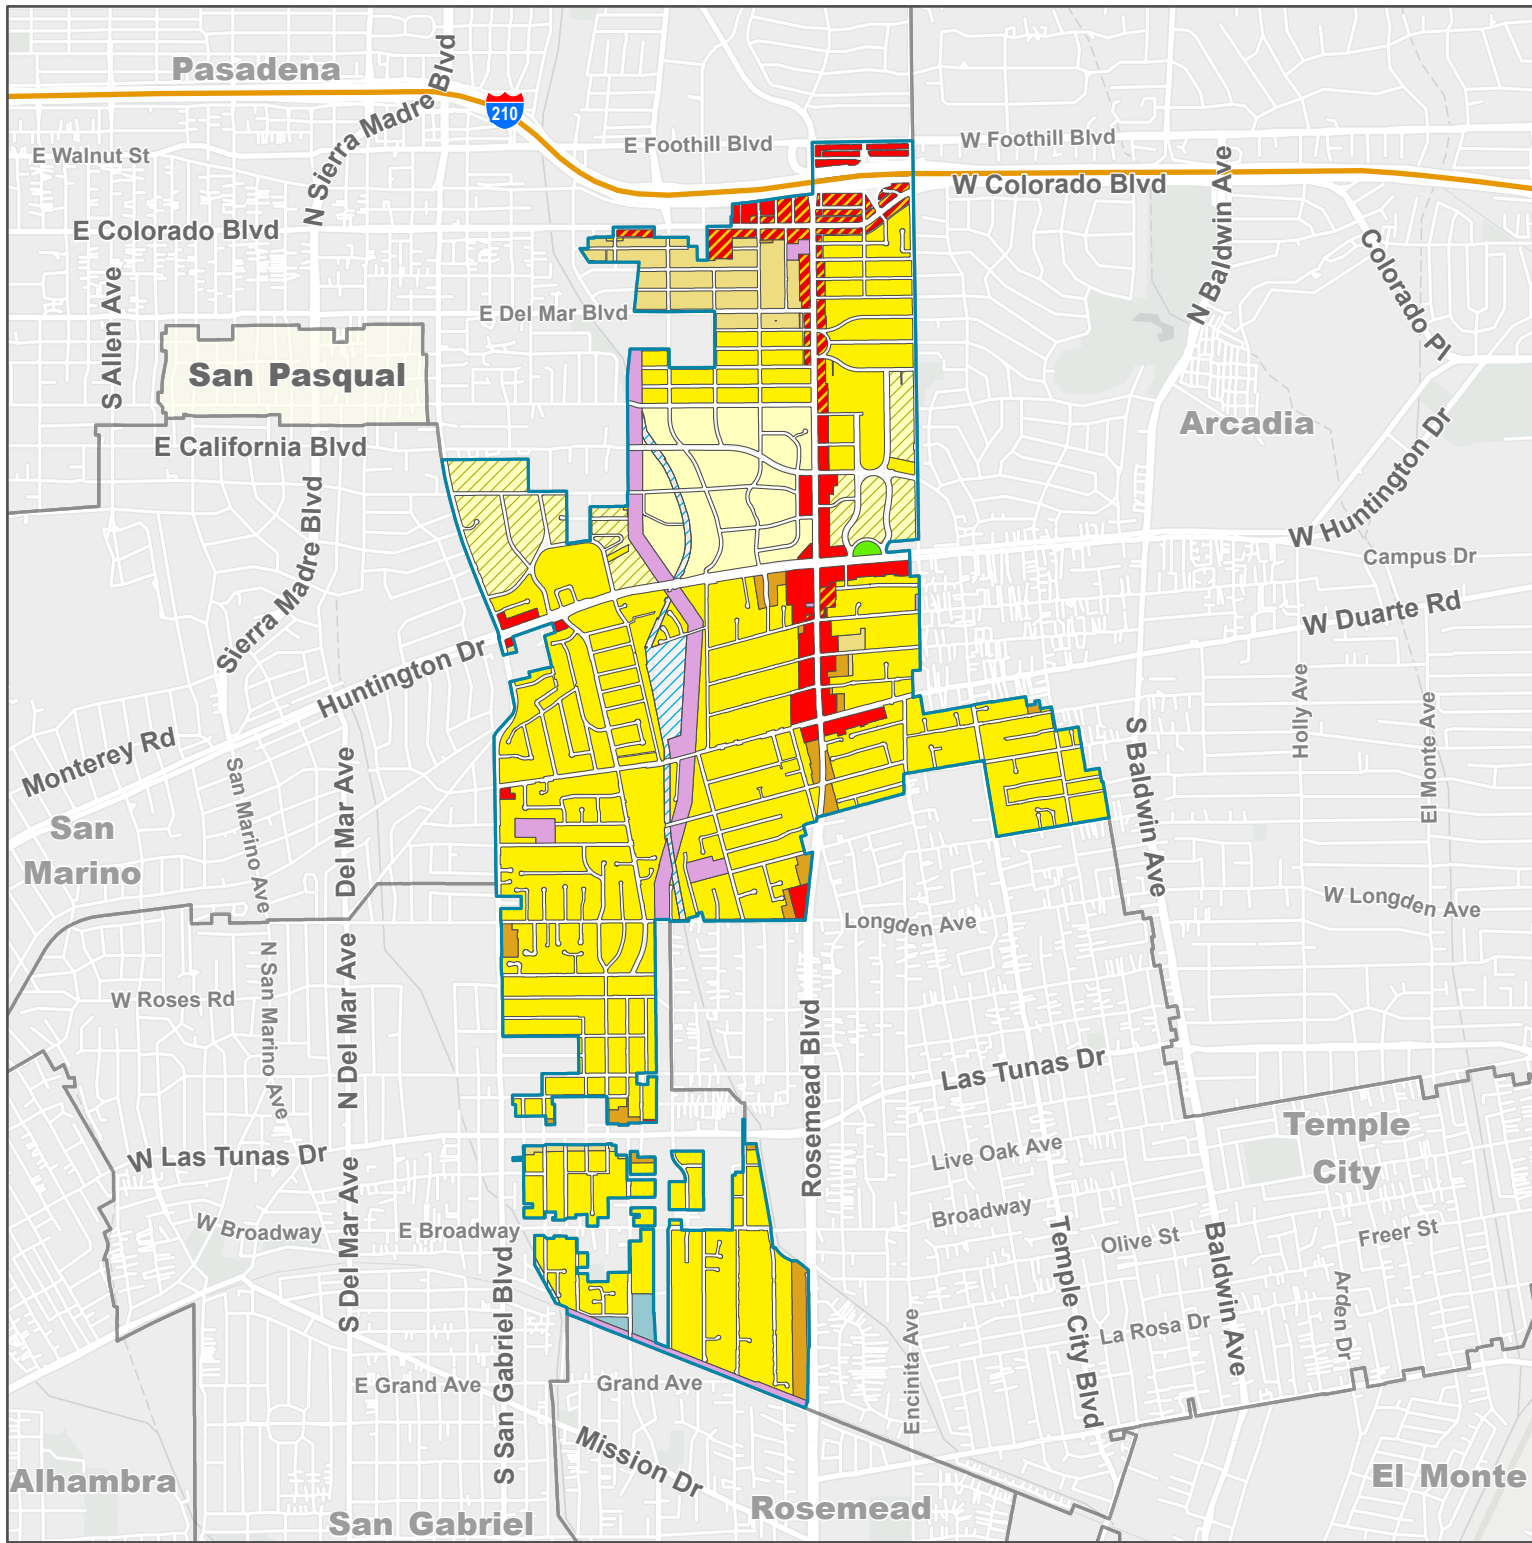 Pasadena
N Sierra Madre Blvd
210
E Foothill Blvd
W Foothill Blvd
E Walnut St
W Colorado Blvd
N Baldwin Ave
E Colorado Blvd
Colorado Pl
S Allen Ave
E Del Mar Blvd
San Pasqual
Arcadia
E California Blvd
W Huntington Dr
Campus Dr
Sierra Madre Blvd
W Duarte Rd
Huntington Dr
Holly Ave
El Monte Ave
Monterey Rd
San Marino Ave
Del Mar Ave
S Baldwin Ave
San
Marino
W Longden Ave
Longden Ave
N San Marino Ave
N Del Mar Ave
W Roses Rd
Rosemead Blvd
Las Tunas Dr
Temple
City
W Las Tunas Dr
Live Oak Ave
Broadway
W Broadway
E Broadway
Olive St
Freer St
S Del Mar Ave
S San Gabriel Blvd
Temple City Blvd
Baldwin Ave
Arden Dr
La Rosa Dr
Encinita Ave
E Grand Ave
Grand Ave
Mission Dr
Alhambra
El Monte
Rosemead
San Gabriel